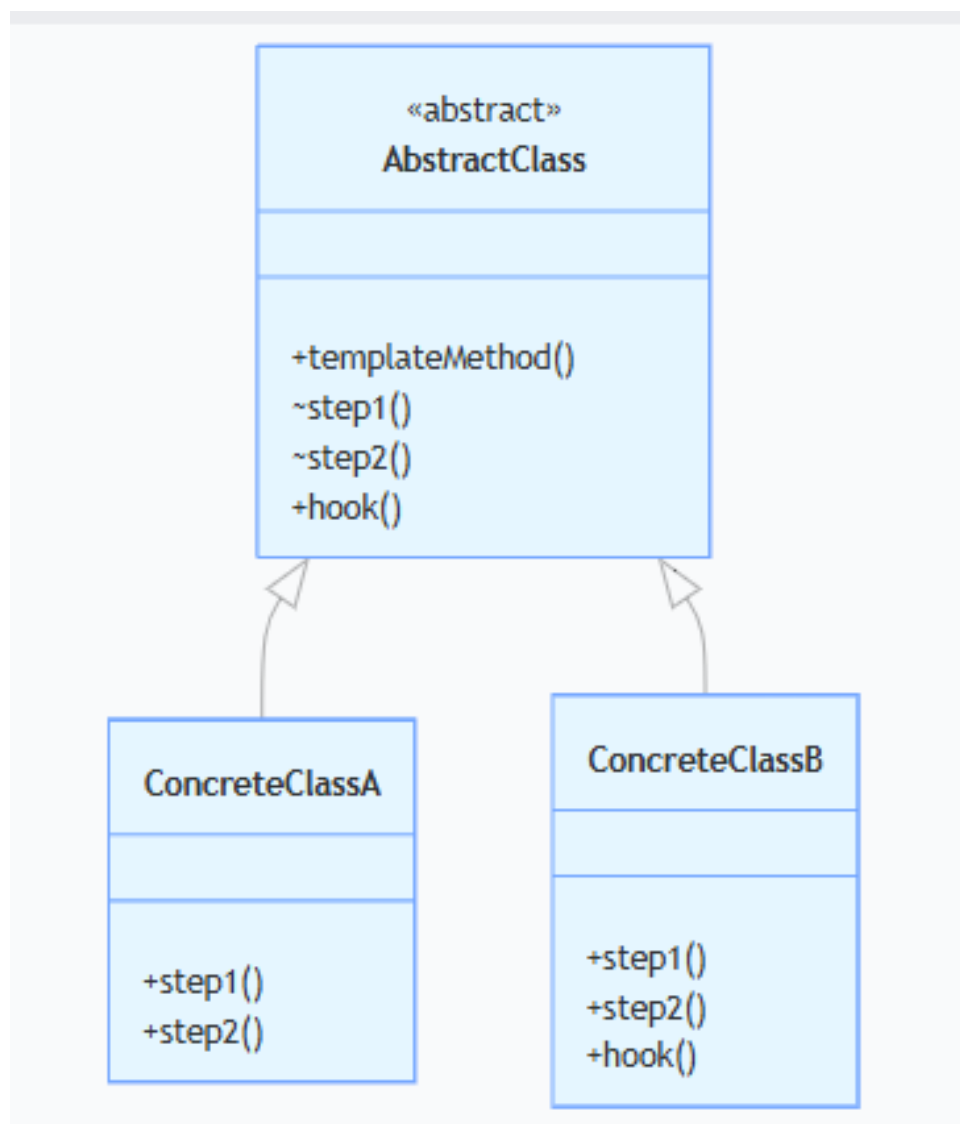 «abstract»
AbstractClass
+templateMethod()
~step1()
~step2()
+hook()
ConcreteClassA
+step1()
+step2()
ConcreteClassB
+step1()
+step2()
+hook()